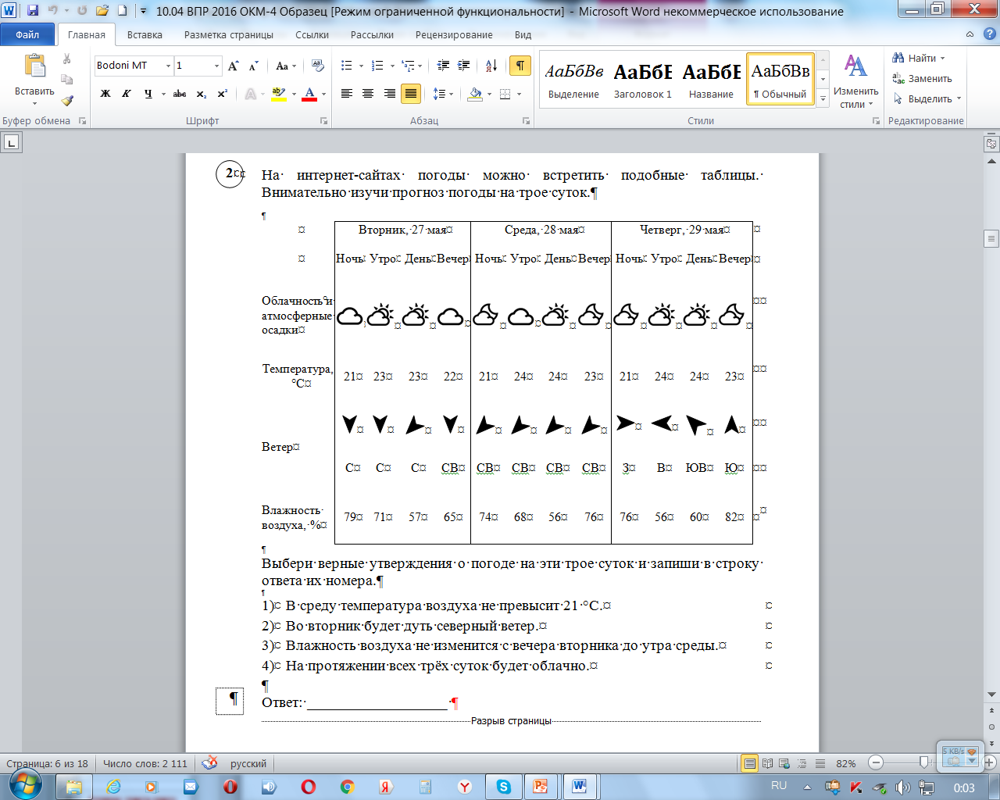 10.04 ВПР 2016 ОКМ-4 Образец [Режим ограниченной функциональности] - Microsoft Word некоммерческое использование
Файл Главная Вставка Разметка страницы Ссылки Рассылки Рецензирование Вид
Вставить
Буфер обмена
Bodoni MT 1
Ж К Ч abc x₂ x²
Шрифт
Абзац
АаБбВв АаБбЕ АаБбЕ АаБбВв
Выделение Заголовок 1 Название ¶ Обычный
Стили
Изменить стили
Найти
Заменить
Выделить
Редактирование
2 На интернет-сайтах погоды можно встретить подобные таблицы.
Внимательно изучи прогноз погоды на трое суток.¶
Вторник, 27 мая Среда, 28 мая Четверг, 29 мая
Ночь Утро День Вечер Ночь Утро День Вечер Ночь Утро День Вечер
Облачность и
атмосферные
осадки
Температура,
°С
21 23 23 22 21 24 24 23 21 24 24 23
Ветер
С С С СВ СВ СВ СВ СВ З В ЮВ Ю
Влажность
воздуха, %
79 71 57 65 74 68 56 76 76 56 60 82
Выбери верные утверждения о погоде на эти трое суток и запиши в строку
ответа их номера.¶
1) В среду температура воздуха не превысит 21 °С.
2) Во вторник будет дуть северный ветер.
3) Влажность воздуха не изменится с вечера вторника до утра среды.
4) На протяжении всех трёх суток будет облачно.
Ответ: ____________________ ¶
Разрыв страницы
Страница: 6 из 18 Число слов: 2 111 русский 82%
5 KB/s
RU 0:03